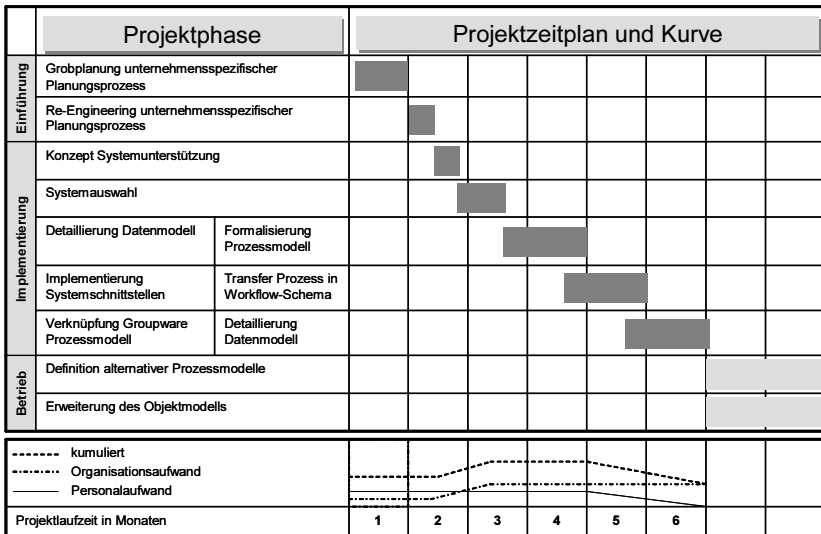 Projektphase
Projektzeitplan und Kurve
Einführung
Grobplanung unternehmensspezifischer
Planungsprozess
Re-Engineering unternehmensspezifischer
Planungsprozess
Implementierung
Konzept Systemunterstützung
Systemauswahl
Detaillierung Datenmodell
Formalisierung
Prozessmodell
Implementierung
Systemschnittstellen
Transfer Prozess in
Workflow-Schema
Verknüpfung Groupware
Prozessmodell
Detaillierung
Datenmodell
Betrieb
Definition alternativer Prozessmodelle
Erweiterung des Objektmodells
kumuliert
Organisationsaufwand
Personalaufwand
Projektlaufzeit in Monaten
1 2 3 4 5 6